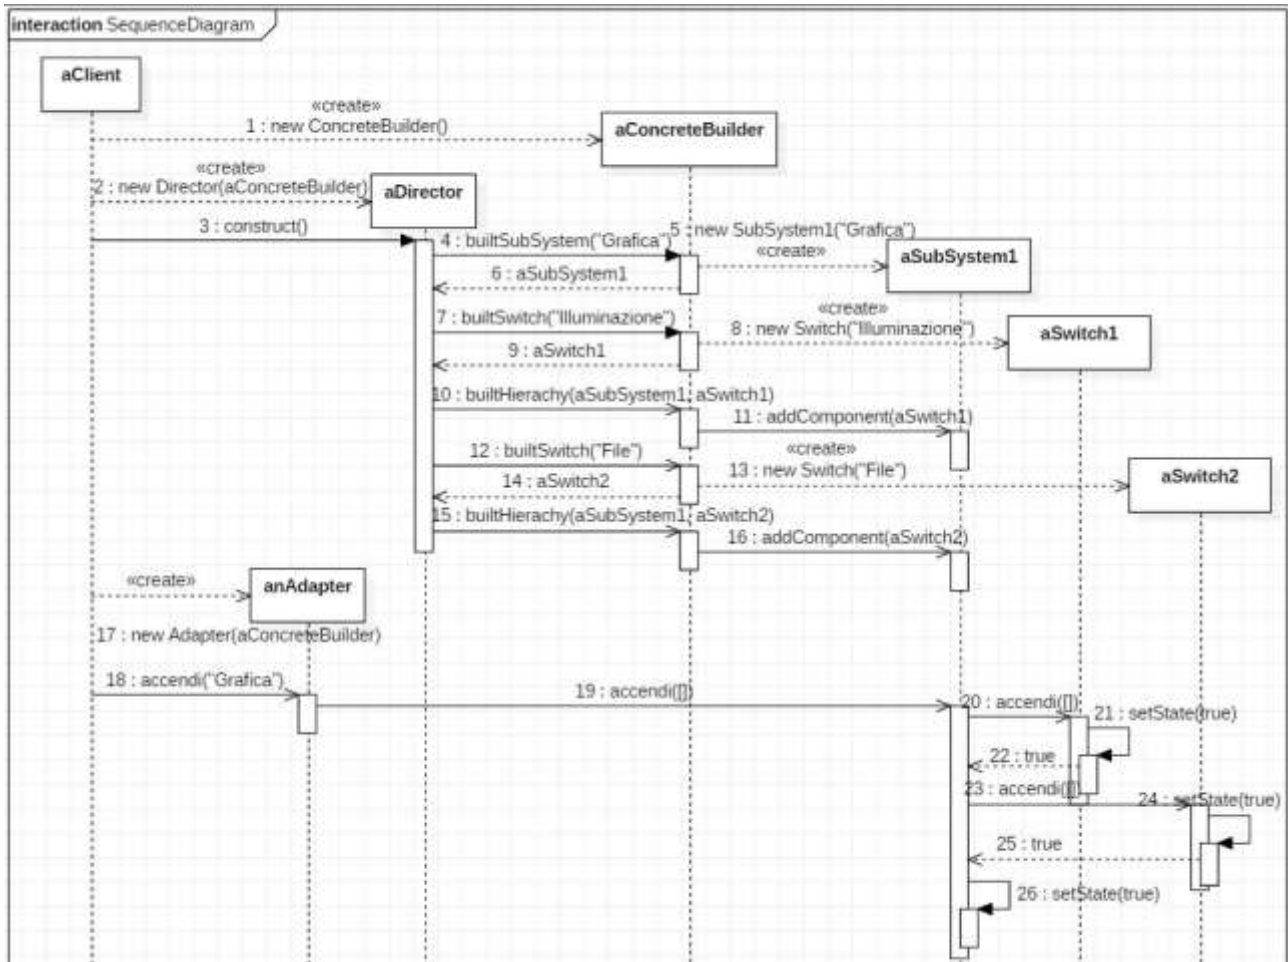 interaction SequenceDiagram
aClient
«create»
1 : new ConcreteBuilder()
aConcreteBuilder
«create»
2 : new Director(aConcreteBuilder)
aDirector
3 : construct()
4 : builtSubSystem("Grafica")
5 : new SubSystem1("Grafica")
«create»
aSubSystem1
6 : aSubSystem1
7 : builtSwitch("Illuminazione")
«create»
8 : new Switch("Illuminazione")
aSwitch1
9 : aSwitch1
10 : builtHierachy(aSubSystem1, aSwitch1)
11 : addComponent(aSwitch1)
12 : builtSwitch("File")
«create»
13 : new Switch("File")
aSwitch2
14 : aSwitch2
15 : builtHierachy(aSubSystem1, aSwitch2)
16 : addComponent(aSwitch2)
«create»
anAdapter
17 : new Adapter(aConcreteBuilder)
18 : accendi("Grafica")
19 : accendi([])
20 : accendi([])
21 : setState(true)
22 : true
23 : accendi([])
24 : setState(true)
25 : true
26 : setState(true)